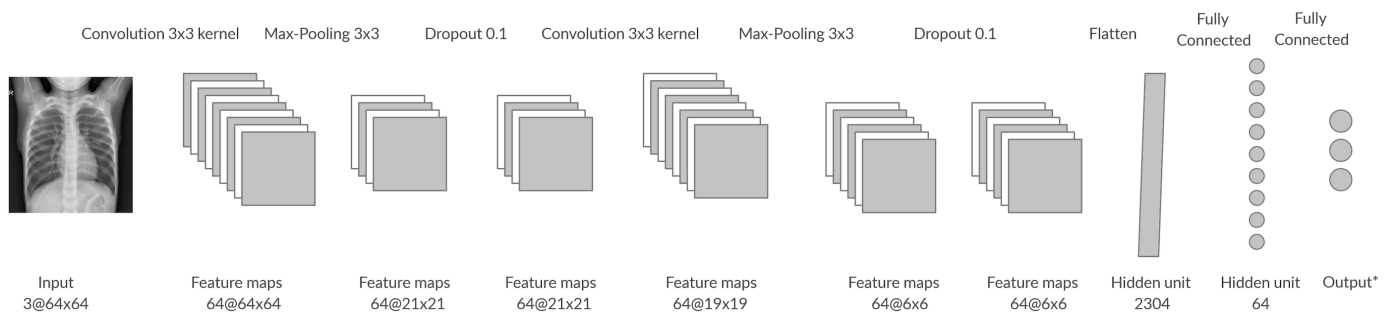 Convolution 3x3 kernel
Max-Pooling 3x3
Dropout 0.1
Convolution 3x3 kernel
Max-Pooling 3x3
Dropout 0.1
Flatten
Fully
Connected
Fully
Connected
R
Input
3@64x64
Feature maps
64@64x64
Feature maps
64@21x21
Feature maps
64@21x21
Feature maps
64@19x19
Feature maps
64@6x6
Feature maps
64@6x6
Hidden unit
2304
Hidden unit
64
Output*